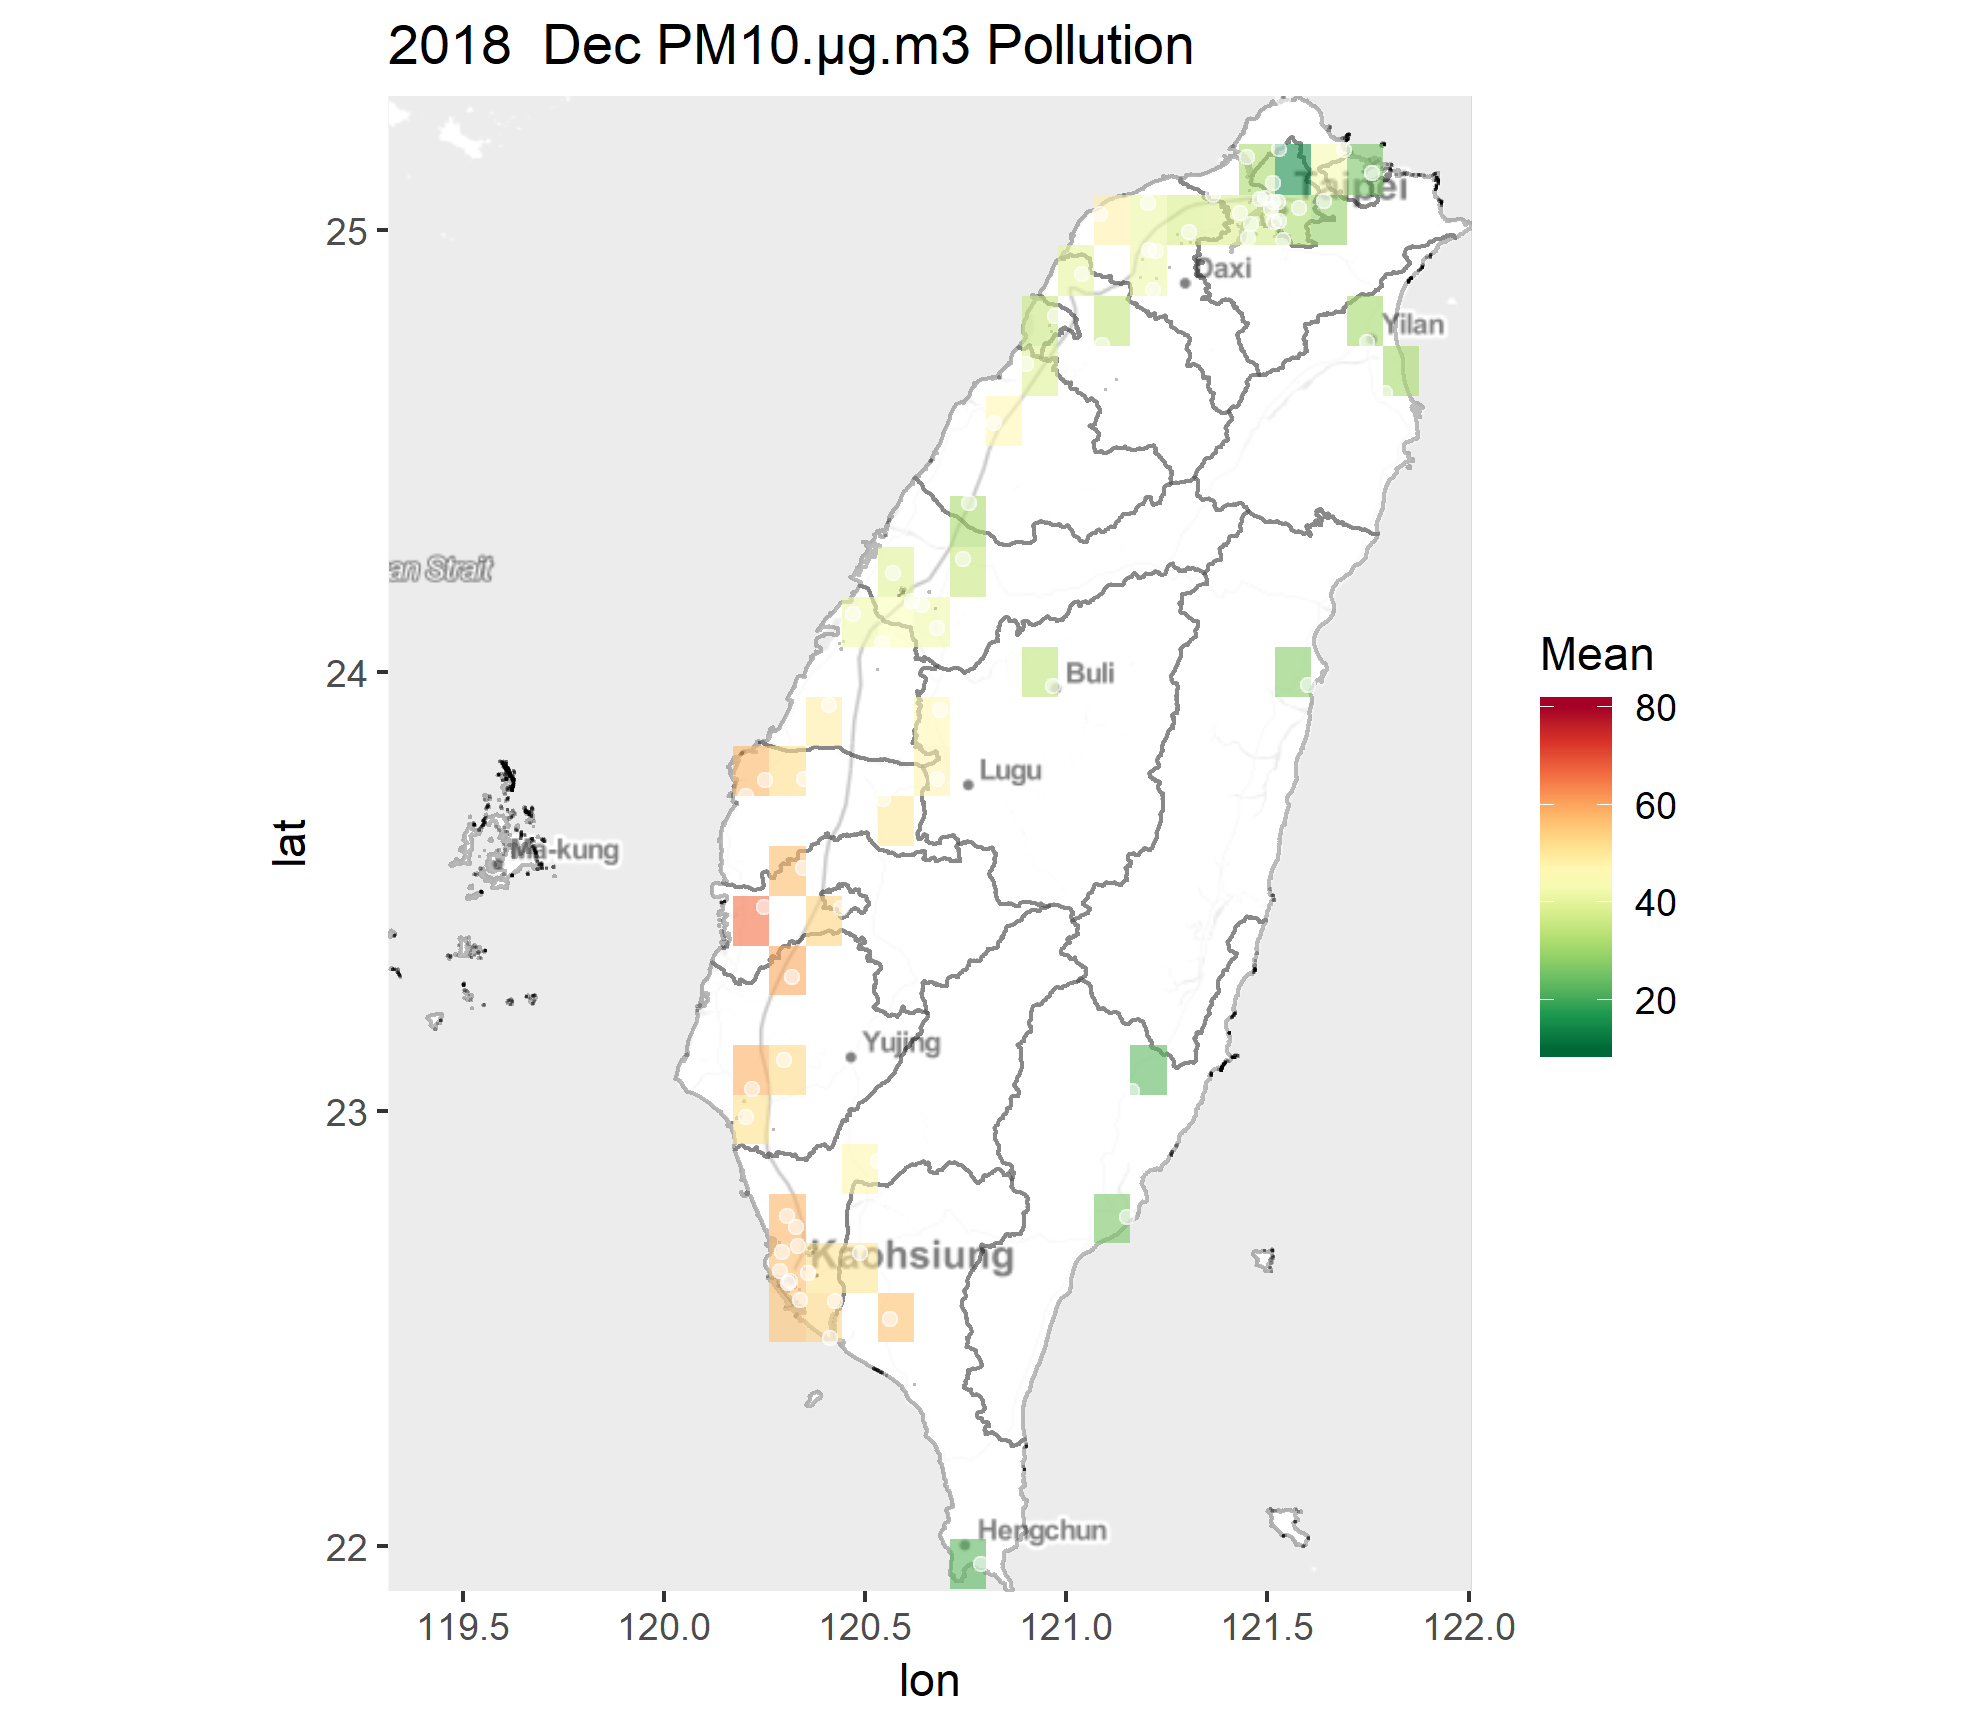 2018  Dec PM10.µg.m3 Pollution
25
24
23
22
lat
119.5
120.0
120.5
121.0
121.5
122.0
lon
Taipei
Daxi
Yilan
an Strait
Buli
Lugu
Ma-kung
Yujing
Kaohsiung
Hengchun
Mean
80
60
40
20